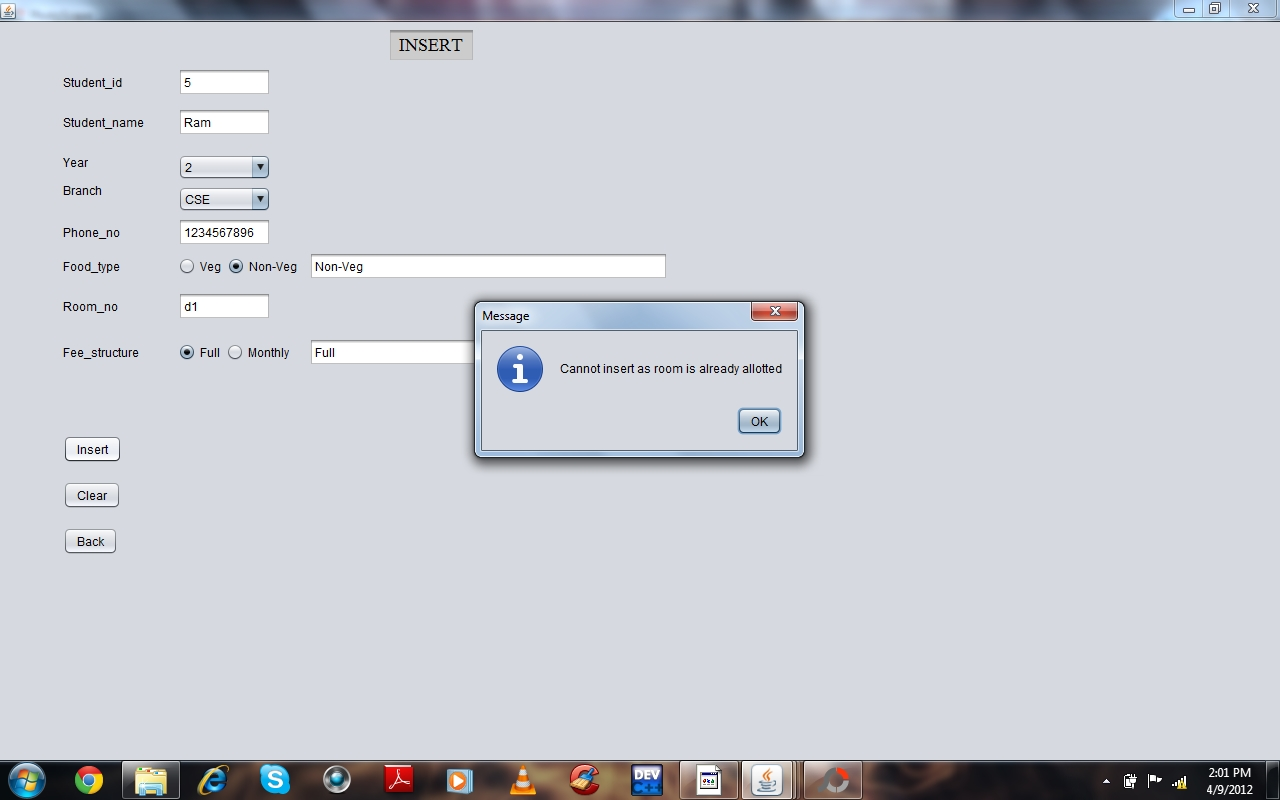 INSERT
Student_id 5
Student_name Ram
Year 2
Branch CSE
Phone_no 1234567896
Food_type Veg Non-Veg Non-Veg
Room_no d1
Message
Fee_structure Full Monthly Full
Cannot insert as room is already allotted
OK
Insert
Clear
Back
DEV
C++
2:01 PM
4/9/2012